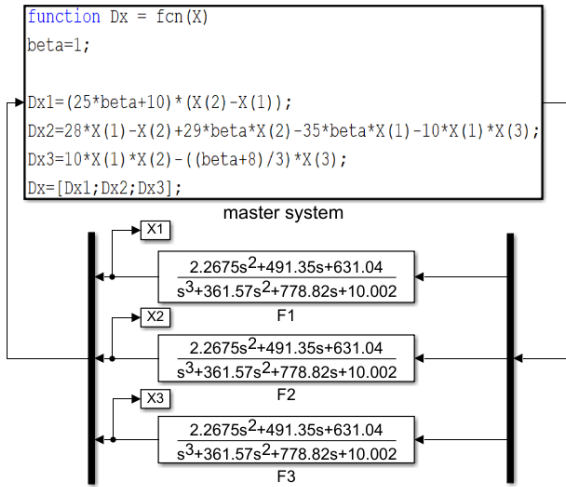 function Dx = fcn(X)
beta=1;
Dx1=(25*beta+10)*(X(2)-X(1));
Dx2=28*X(1)-X(2)+29*beta*X(2)-35*beta*X(1)-10*X(1)*X(3);
Dx3=10*X(1)*X(2)-((beta+8)/3)*X(3);
Dx=[Dx1;Dx2;Dx3];
master system
X1
2.2675s²+491.35s+631.04
s³+361.57s²+778.82s+10.002
F1
X2
2.2675s²+491.35s+631.04
s³+361.57s²+778.82s+10.002
F2
X3
2.2675s²+491.35s+631.04
s³+361.57s²+778.82s+10.002
F3